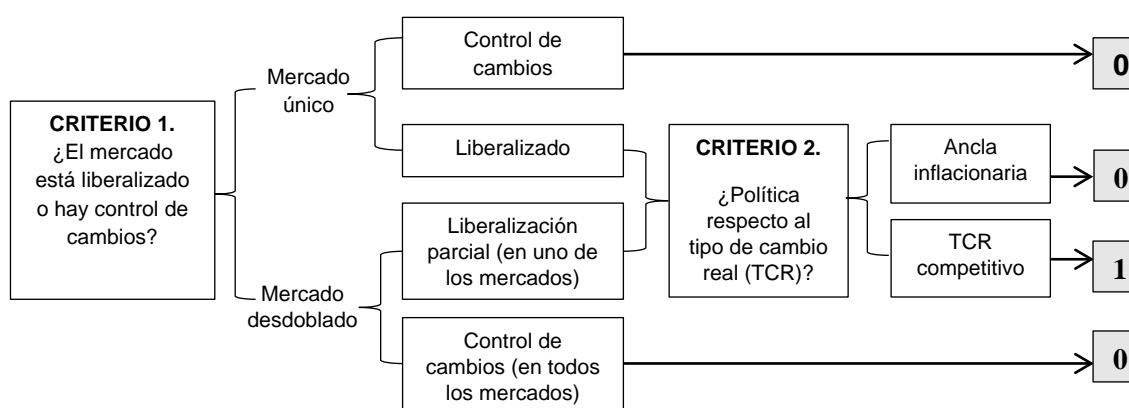 CRITERIO 1.
¿El mercado
está liberalizado
o hay control de
cambios?
Mercado
único
Mercado
desdoblado
Control de
cambios
Liberalizado
Liberalización
parcial (en uno de
los mercados)
Control de
cambios (en todos
los mercados)
CRITERIO 2.
¿Política
respecto al
tipo de cambio
real (TCR)?
Ancla
inflacionaria
TCR
competitivo
0
0
1
0